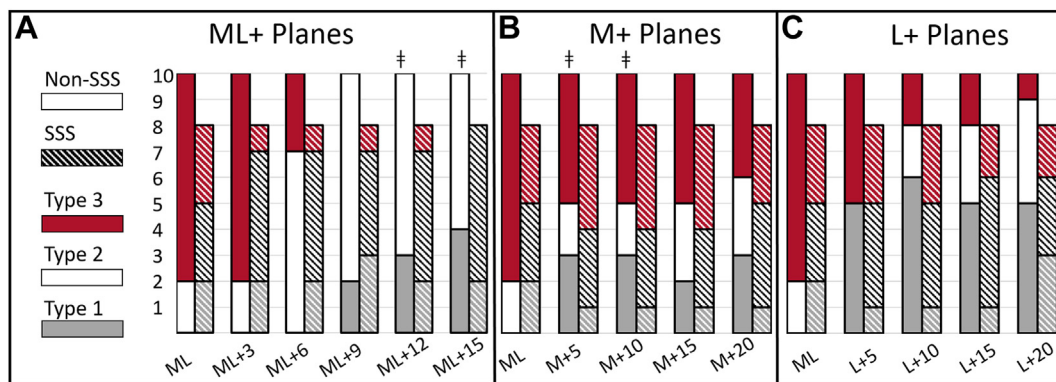 A ML+ Planes
B M+ Planes
C L+ Planes
‡ ‡
‡ ‡
Non-SSS
SSS
Type 3
Type 2
Type 1
10
9
8
7
6
5
4
3
2
1
ML ML+3 ML+6 ML+9 ML+12 ML+15
ML M+5 M+10 M+15 M+20
ML L+5 L+10 L+15 L+20